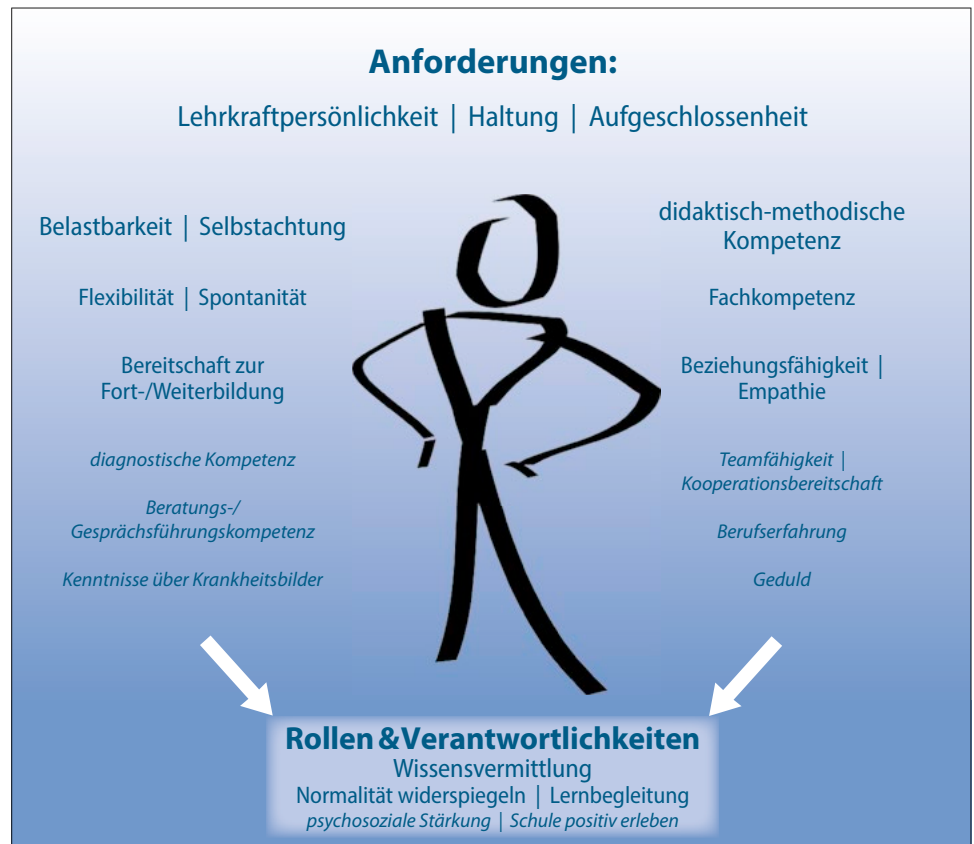 Anforderungen:
Lehrkraftpersönlichkeit | Haltung | Aufgeschlossenheit
Belastbarkeit | Selbstachtung
Flexibilität | Spontanität
Bereitschaft zur
Fort-/Weiterbildung
diagnostische Kompetenz
Beratungs-/
Gesprächsführungskompetenz
Kenntnisse über Krankheitsbilder
didaktisch-methodische
Kompetenz
Fachkompetenz
Beziehungsfähigkeit |
Empathie
Teamfähigkeit |
Kooperationsbereitschaft
Berufserfahrung
Geduld
Rollen &Verantwortlichkeiten
Wissensvermittlung
Normalität widerspiegeln | Lernbegleitung
psychosoziale Stärkung | Schule positiv erleben